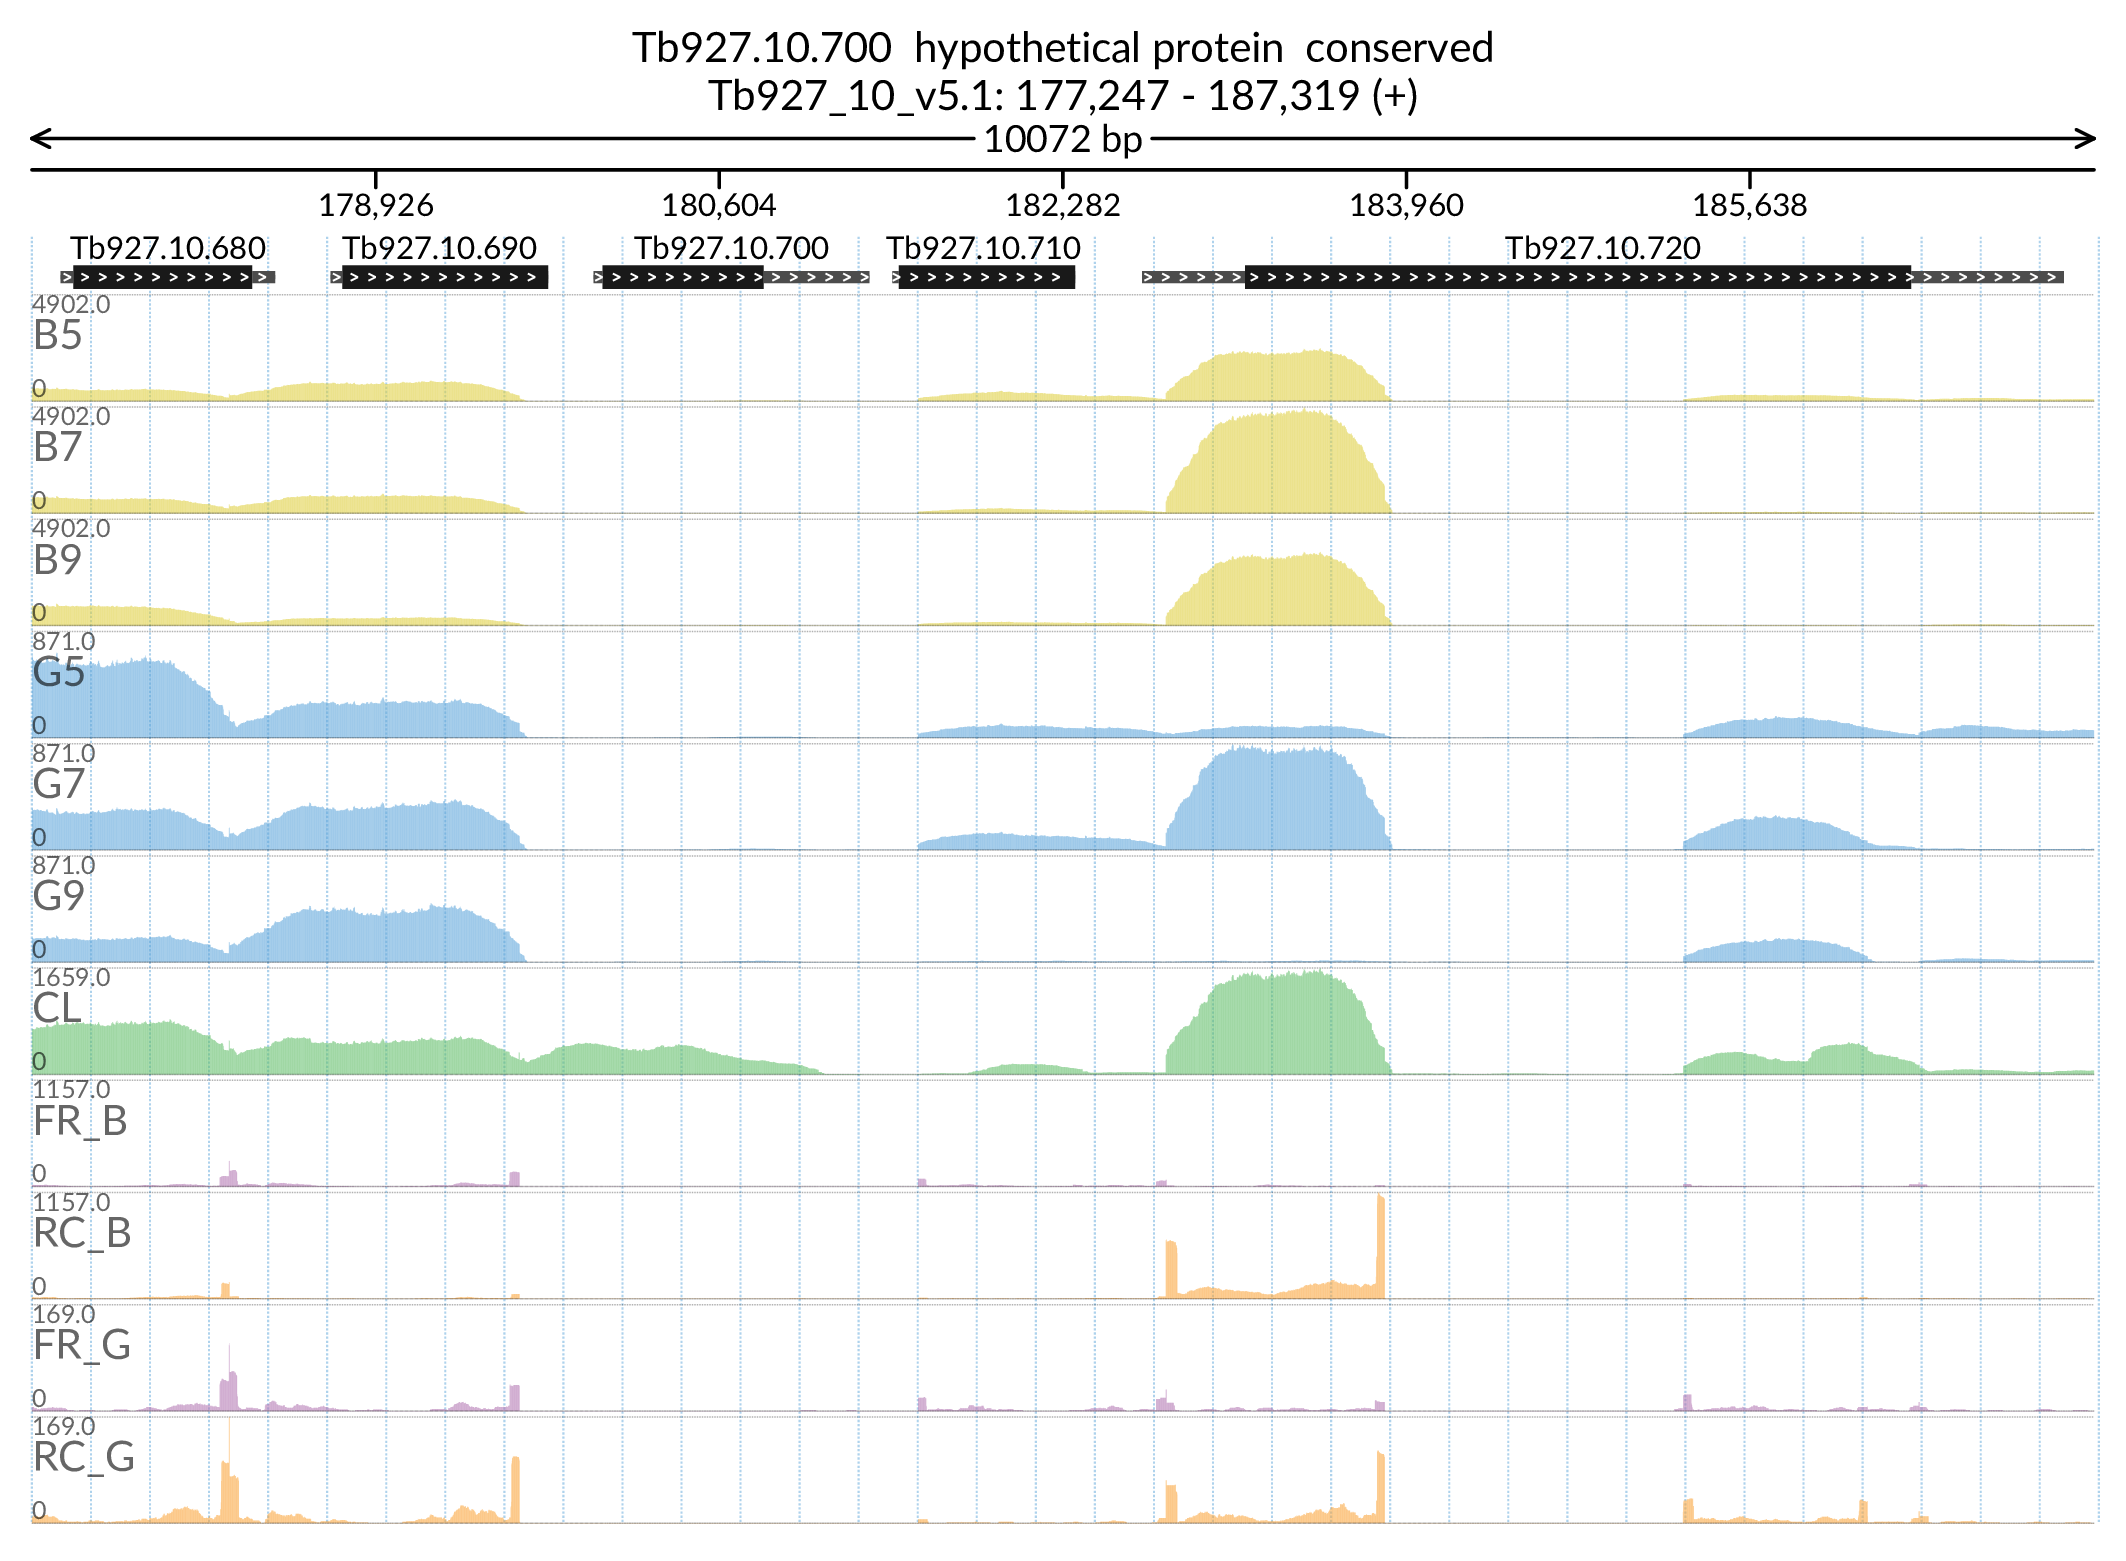 Tb927.10.700  hypothetical protein  conserved
Tb927_10_v5.1: 177,247 - 187,319 (+)
10072 bp
178,926 180,604 182,282 183,960 185,638
Tb927.10.680 Tb927.10.690 Tb927.10.700 Tb927.10.710 Tb927.10.720
4902.0
B5
0
4902.0
B7
0
4902.0
B9
0
871.0
G5
0
871.0
G7
0
871.0
G9
0
1659.0
CL
0
1157.0
FR_B
0
1157.0
RC_B
0
169.0
FR_G
0
169.0
RC_G
0